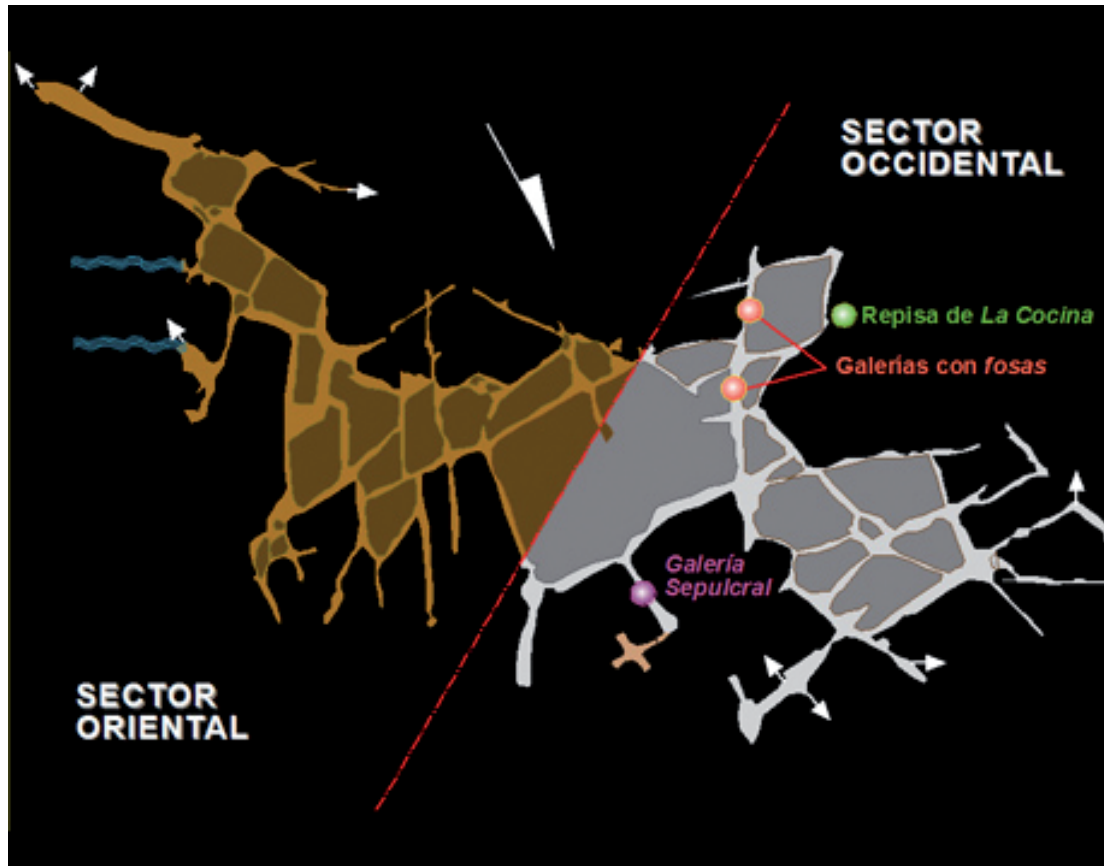 SECTOR
OCCIDENTAL
Repisa de La Cocina
Galerías con fosas
Galería
Sepulcral
SECTOR
ORIENTAL